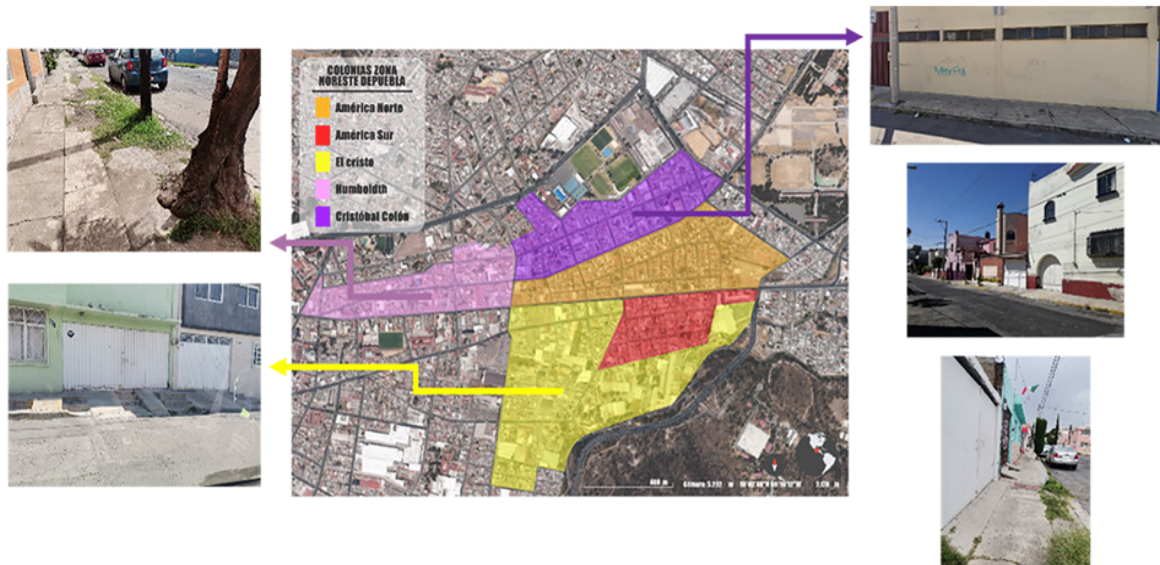 COLONIAS ZONA
NORESTE DEPUEBLA
América Norte
América Sur
El cristo
Humboldth
Cristóbal Colón